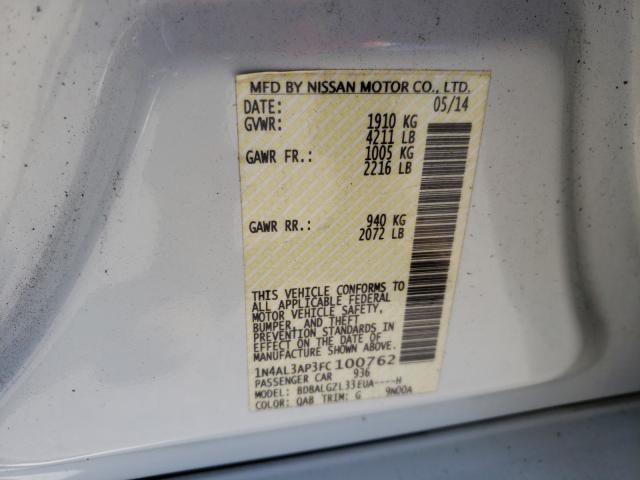 MFD BY NISSAN MOTOR CO., LTD.
DATE: 05/14
GVWR: 1910 KG
4211 LB
GAWR FR.: 1005 KG
2216 LB
GAWR RR.: 940 KG
2072 LB
THIS VEHICLE CONFORMS TO
ALL APPLICABLE FEDERAL
MOTOR VEHICLE SAFETY,
BUMPER, AND THEFT
PREVENTION STANDARDS IN
EFFECT ON THE DATE OF
MANUFACTURE SHOWN ABOVE.
1N4AL3AP3FC100762
PASSENGER CAR 936
MODEL: BDBALGZL33EUA----H
COLOR: QAB TRIM: G 9N00A